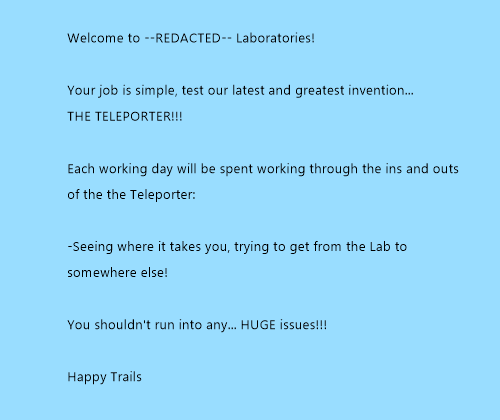 Welcome to --REDACTED-- Laboratories!
Your job is simple, test our latest and greatest invention...
THE TELEPORTER!!!
Each working day will be spent working through the ins and outs
of the the Teleporter:
-Seeing where it takes you, trying to get from the Lab to
somewhere else!
You shouldn't run into any... HUGE issues!!!
Happy Trails